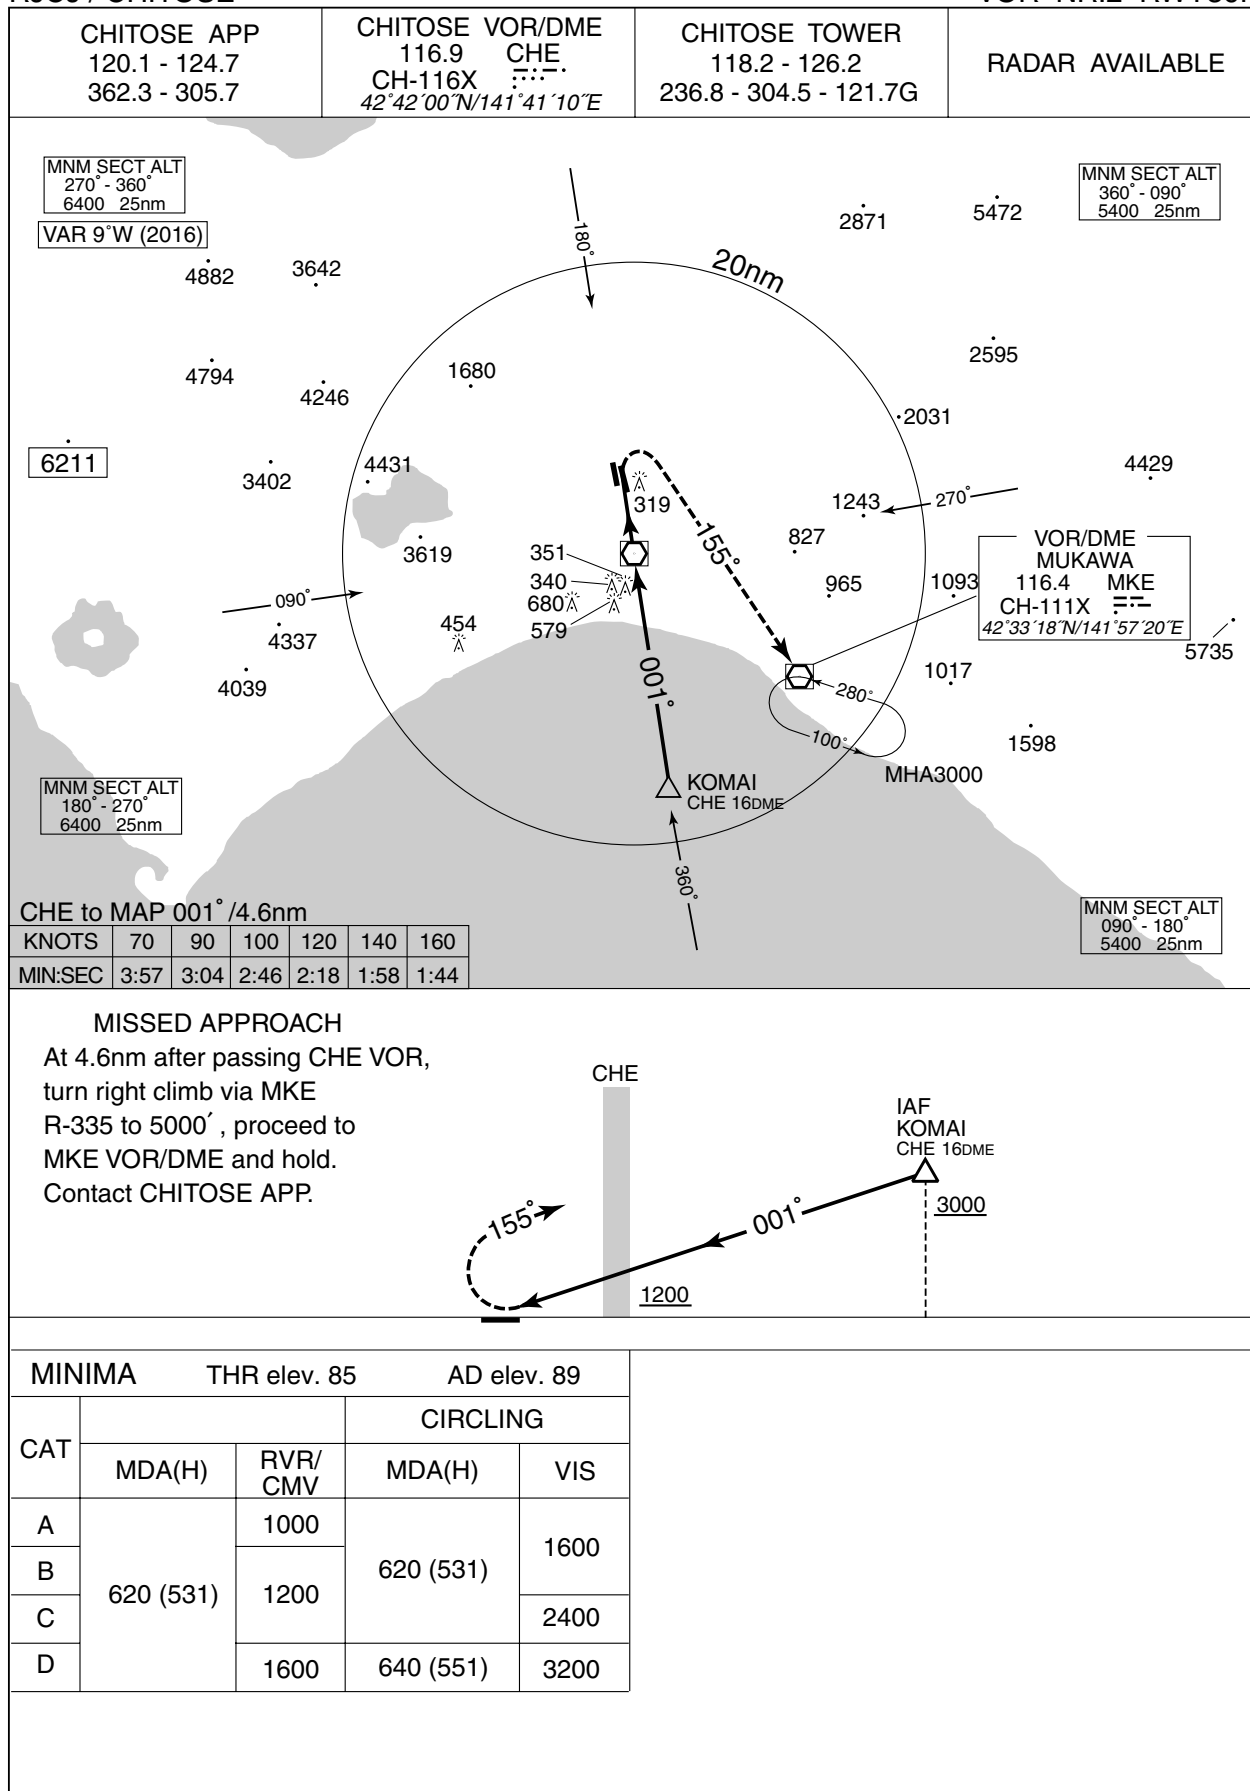 CHITOSE APP
120.1 - 124.7
362.3 - 305.7
CHITOSE VOR/DME
116.9 CHE
CH-116X
42°42´00˝N/141°41´10˝E
CHITOSE TOWER
118.2 - 126.2
236.8 - 304.5 - 121.7G
RADAR AVAILABLE
MNM SECT ALT
270° - 360°
6400 25nm
VAR 9°W (2016)
MNM SECT ALT
360° - 090°
5400 25nm
180°
2871
5472
20nm
4882
3642
4794
4246
1680
2595
2031
6211
3402
4431
319
4429
1243
270°
155°
827
3619
351
340
680
579
965
1093
VOR/DME
MUKAWA
116.4 MKE
CH-111X
42°33´18˝N/141°57´20˝E
090°
4337
454
4039
001°
5735
1017
280°
100°
1598
MHA3000
KOMAI
CHE 16DME
MNM SECT ALT
180° - 270°
6400 25nm
360°
MNM SECT ALT
090° - 180°
5400 25nm
CHE to MAP 001°/4.6nm
KNOTS 70 90 100 120 140 160
MIN:SEC 3:57 3:04 2:46 2:18 1:58 1:44
MISSED APPROACH
At 4.6nm after passing CHE VOR,
turn right climb via MKE
R-335 to 5000´ , proceed to
MKE VOR/DME and hold.
Contact CHITOSE APP.
CHE
IAF
KOMAI
CHE 16DME
3000
001°
155°
1200
MINIMA THR elev. 85 AD elev. 89
CAT
CIRCLING
MDA(H) RVR/CMV MDA(H) VIS
A 620 (531) 1000 620 (531) 1600
B 1200
C 2400
D 1600 640 (551) 3200